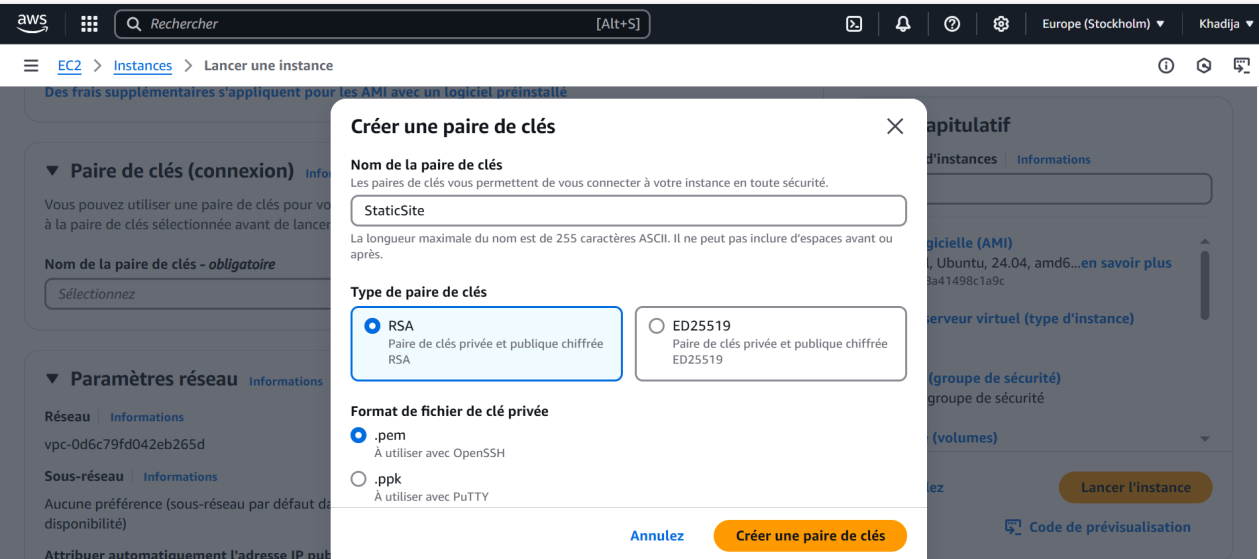 aws
Rechercher [Alt+S]
Europe (Stockholm) ▼ Khadija ▼
EC2 > Instances > Lancer une instance
Des frais supplémentaires s'appliquent pour les AMI avec un logiciel préinstallé
▼ Paire de clés (connexion)
Vous pouvez utiliser une paire de clés pour
à la paire de clés sélectionnée avant de lancer
Nom de la paire de clés - obligatoire
Sélectionnez
▼ Paramètres réseau Informations
Réseau Informations
vpc-0d6c79fd042eb265d
Sous-réseau Informations
Aucune préférence (sous-réseau par défaut
disponibilité)
Attribuer automatiquement l'adresse IP
Créer une paire de clés
Nom de la paire de clés
Les paires de clés vous permettent de vous connecter à votre instance en toute sécurité.
StaticSite
La longueur maximale du nom est de 255 caractères ASCII. Il ne peut pas inclure d'espaces avant ou
après.
Type de paire de clés
RSA
Paire de clés privée et publique chiffrée
RSA
ED25519
Paire de clés privée et publique chiffrée
ED25519
Format de fichier de clé privée
.pem
À utiliser avec OpenSSH
.ppk
À utiliser avec PuTTY
Annulez Créer une paire de clés
apitulatif
d'instances Informations
gicielle (AMI)
, Ubuntu, 24.04, amd6...en savoir plus
3a41498c1a9c
serveur virtuel (type d'instance)
(groupe de sécurité)
groupe de sécurité
(volumes)
lez Lancer l'instance
Code de prévisualisation